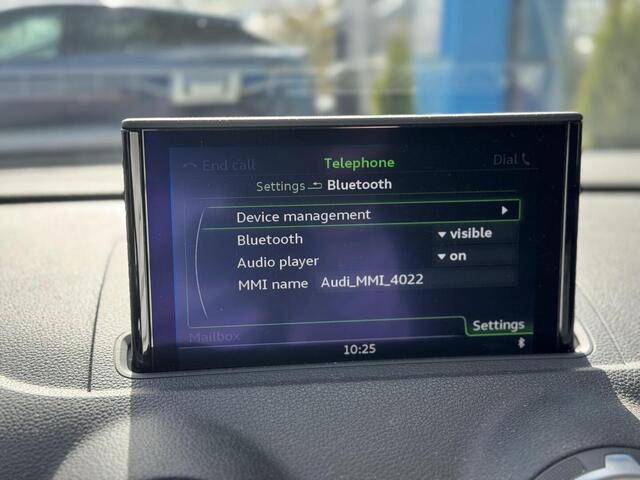 End call Telephone Dial
Settings Bluetooth
Device management
Bluetooth visible
Audio player on
MMI name Audi_MMI_4022
Mailbox Settings
10:25